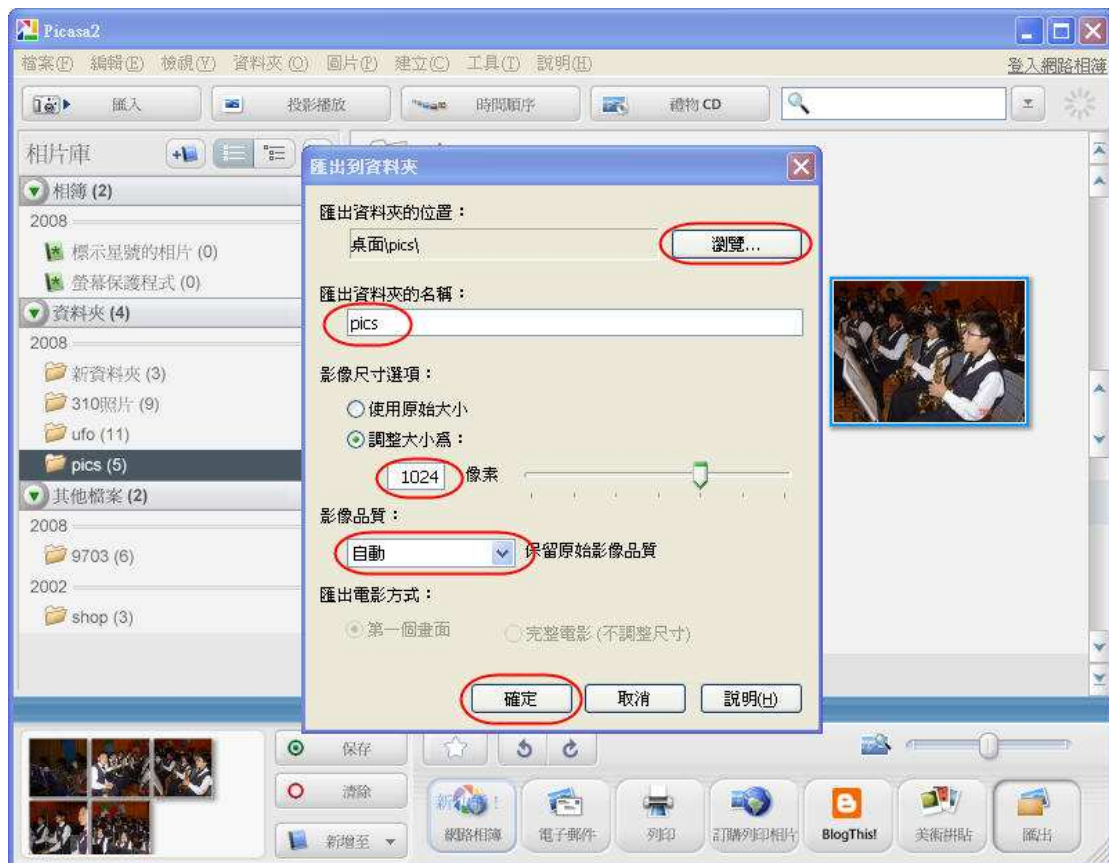 Picasa2
檔案(F) 編輯(E) 檢視(V) 資料夾(O) 圖片(P) 建立(C) 工具(T) 說明(H) 登入網路相簿
匯入 投影播放 時間順序 禮物 CD
相片庫
相簿 (2)
2008
標示星號的相片 (0)
螢幕保護程式 (0)
資料夾 (4)
2008
新資料夾 (3)
310照片 (9)
ufo (11)
pics (5)
其他檔案 (2)
2008
9703 (6)
2002
shop (3)
匯出到資料夾
匯出資料夾的位置：
桌面\pics\ 瀏覽...
匯出資料夾的名稱：
pics
影像尺寸選項：
使用原始大小
調整大小為：
1024 像素
影像品質：
自動 保留原始影像品質
匯出電影方式：
第一個畫面 完整電影 (不調整尺寸)
確定 取消 說明(H)
保存
清除
新增至
網路相簿 電子郵件 列印 訂購列印相片 BlogThis! 美術拼貼 匯出